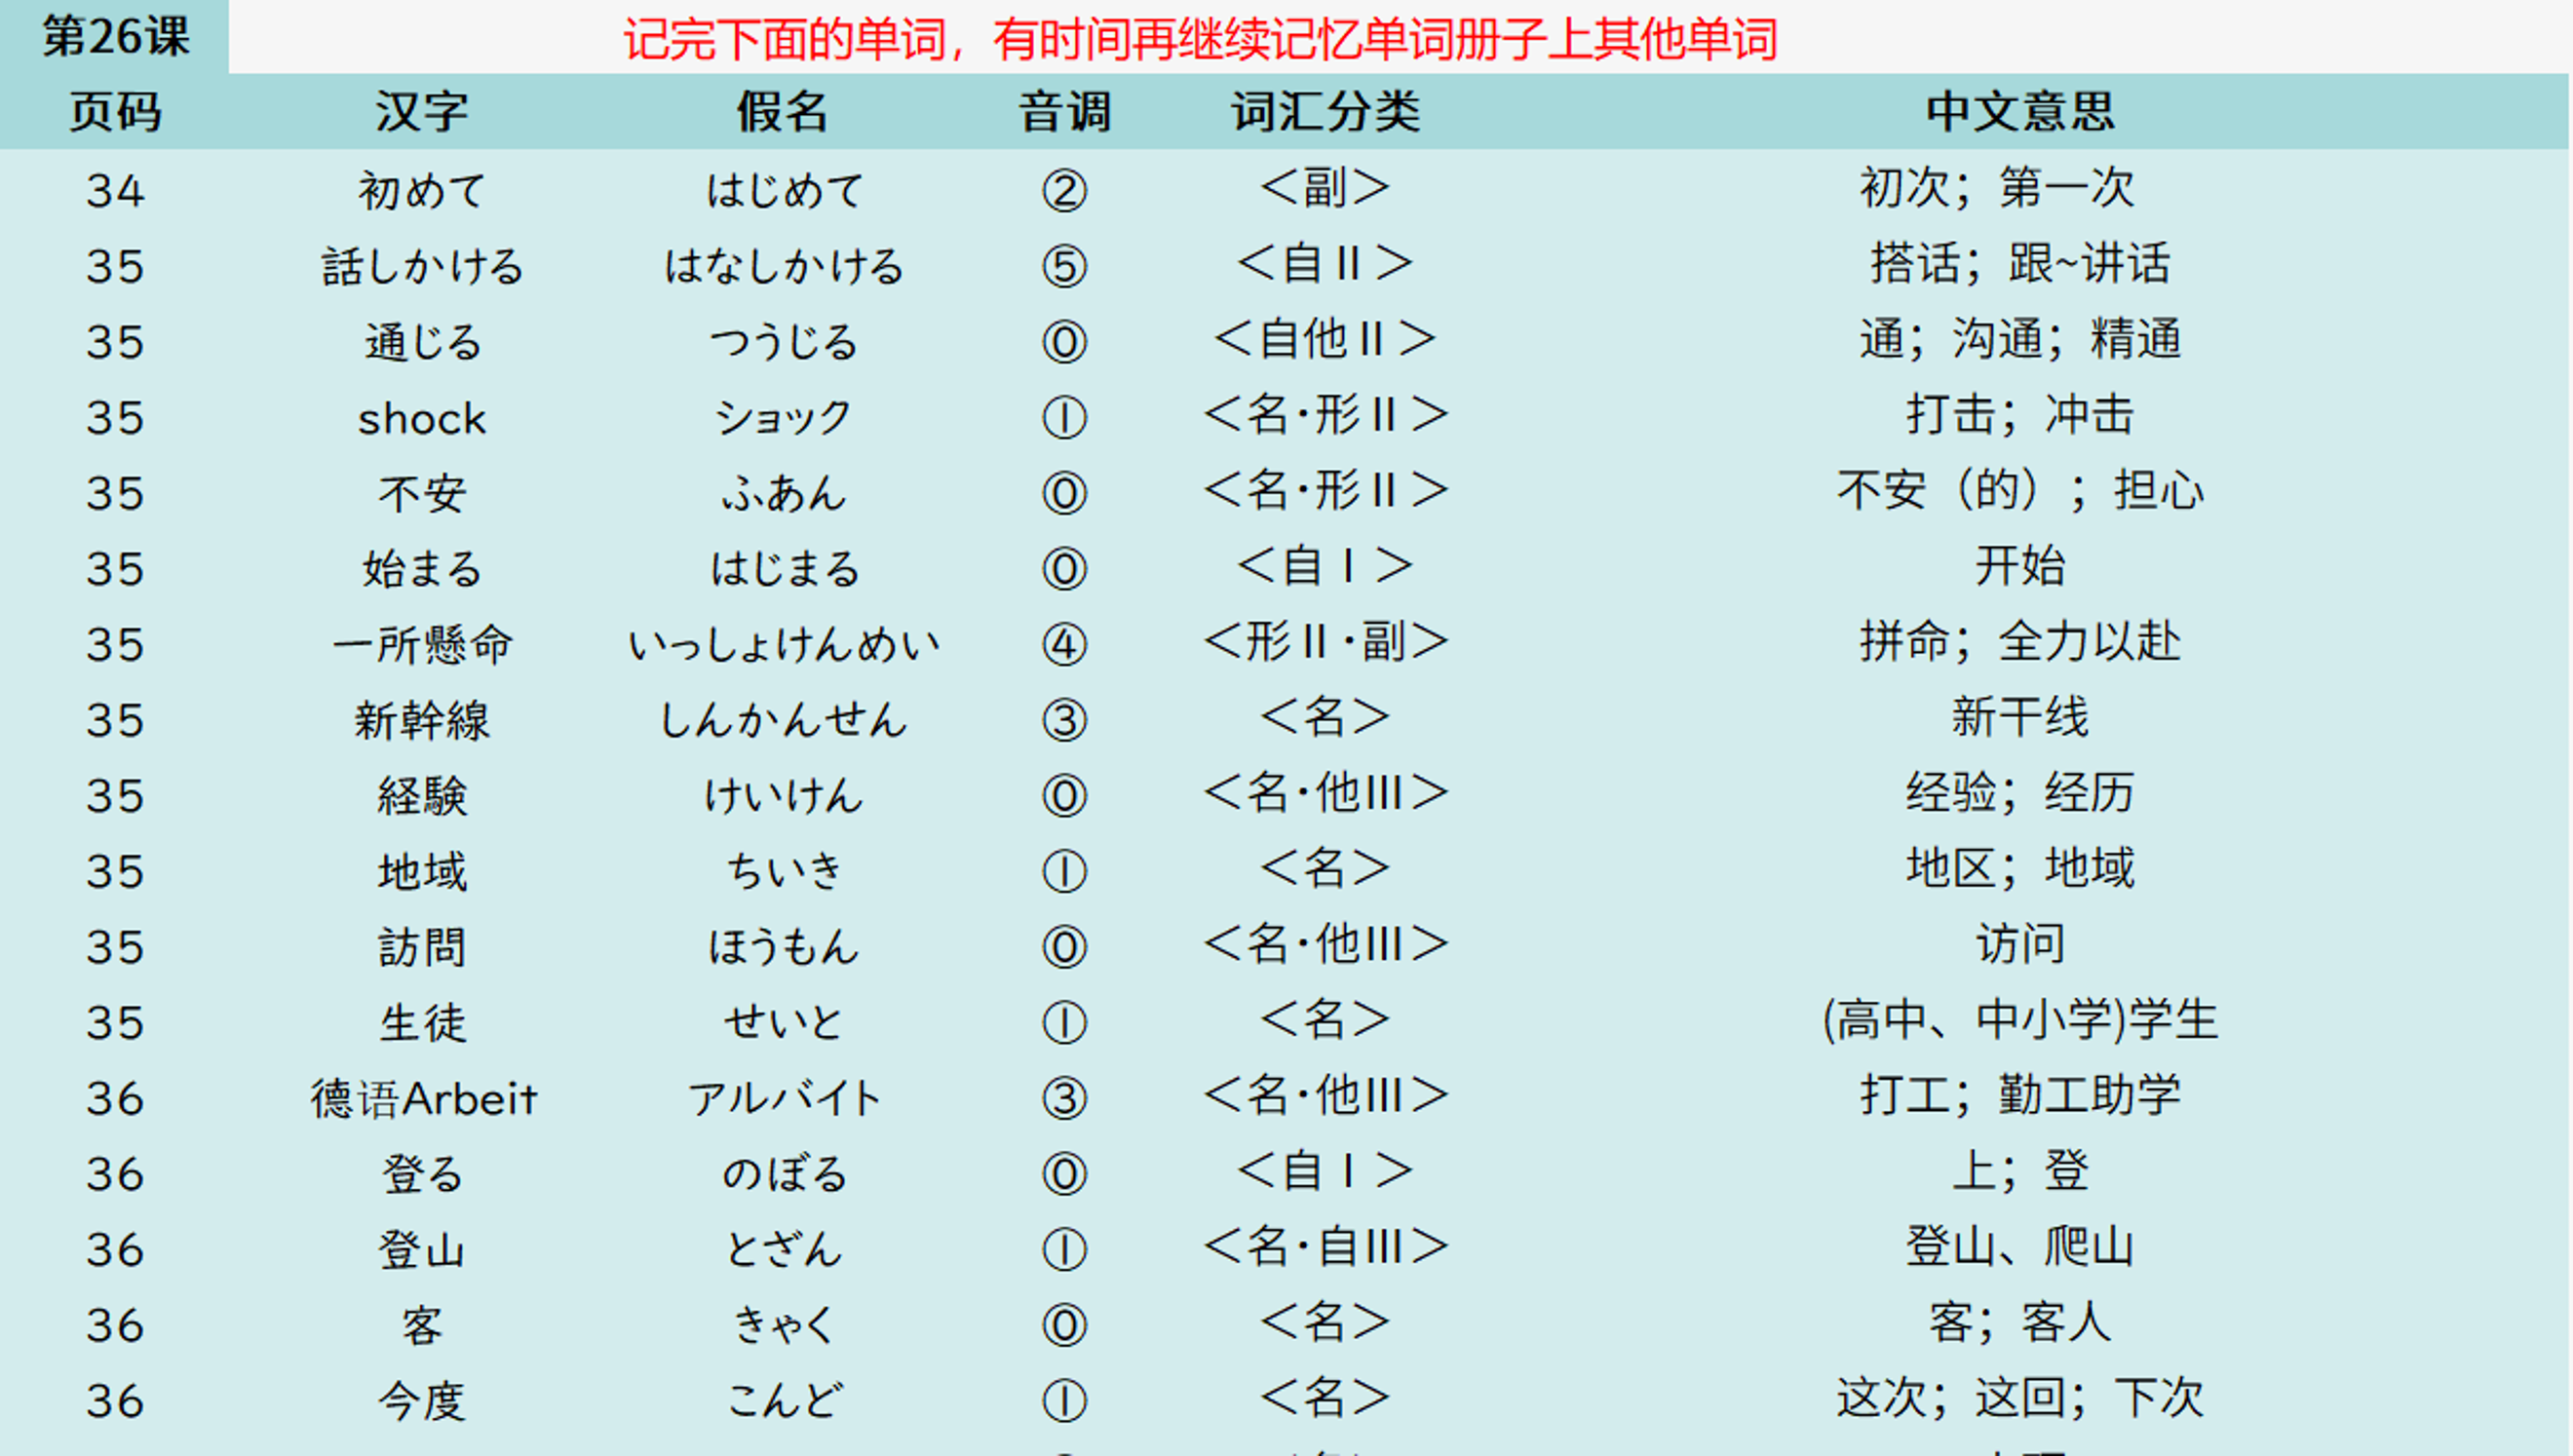 第26课 记完下面的单词，有时间再继续记忆单词册子上其他单词
页码 汉字 假名 音调 词汇分类 中文意思
34 初めて はじめて ② ＜副＞ 初次；第一次
35 話しかける はなしかける ⑤ ＜自Ⅱ＞ 搭话；跟~讲话
35 通じる つうじる ⓪ ＜自他Ⅱ＞ 通；沟通；精通
35 shock ショック ① ＜名·形Ⅱ＞ 打击；冲击
35 不安 ふあん ⓪ ＜名·形Ⅱ＞ 不安（的）；担心
35 始まる はじまる ⓪ ＜自Ⅰ＞ 开始
35 一所懸命 いっしょけんめい ④ ＜形Ⅱ·副＞ 拼命；全力以赴
35 新幹線 しんかんせん ③ ＜名＞ 新干线
35 経験 けいけん ⓪ ＜名·他Ⅲ＞ 经验；经历
35 地域 ちいき ① ＜名＞ 地区；地域
35 訪問 ほうもん ⓪ ＜名·他Ⅲ＞ 访问
35 生徒 せいと ① ＜名＞ (高中、中小学)学生
36 德语Arbeit アルバイト ③ ＜名·他Ⅲ＞ 打工；勤工助学
36 登る のぼる ⓪ ＜自Ⅰ＞ 上；登
36 登山 とざん ① ＜名·自Ⅲ＞ 登山、爬山
36 客 きゃく ⓪ ＜名＞ 客；客人
36 今度 こんど ① ＜名＞ 这次；这回；下次